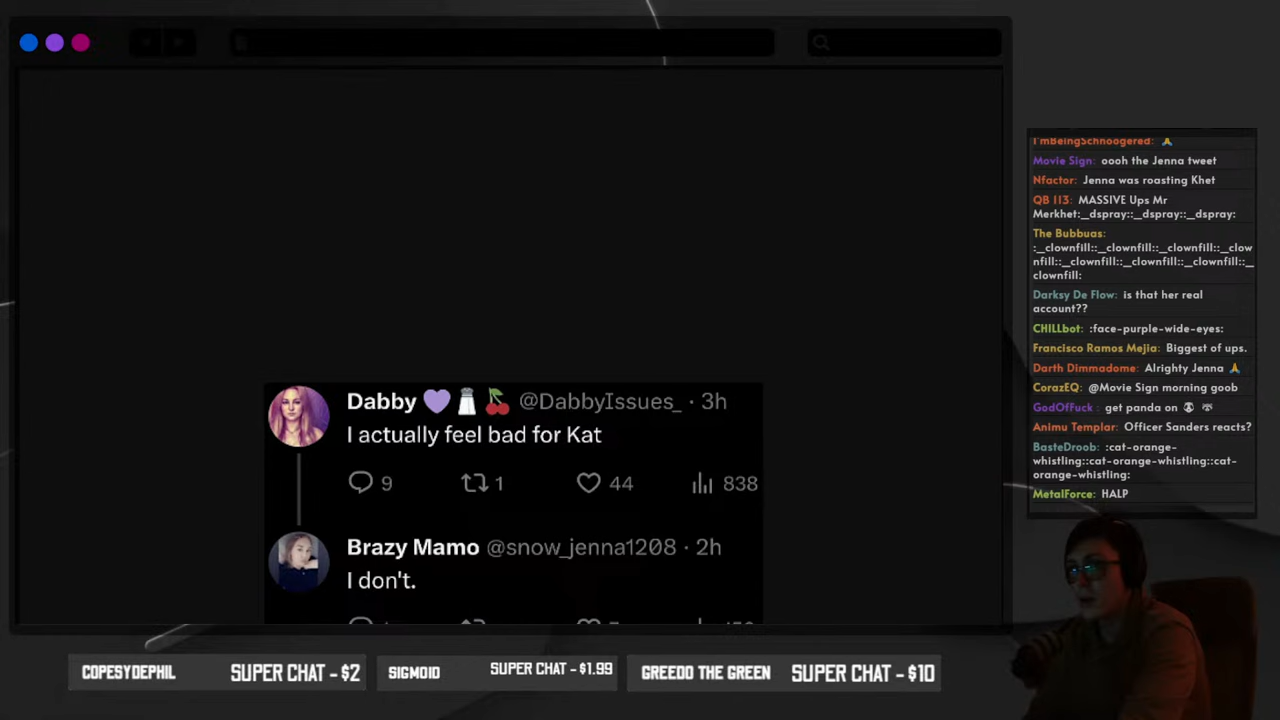 Dabby 💜🧂🍒 @DabbyIssues_ · 3h
I actually feel bad for Kat
9 1 44 838
Brazy Mamo @snow_jenna1208 · 2h
I don't.
I'mBeingSchnoogered: 🙏
Movie Sign: oooh the Jenna tweet
Nfactor: Jenna was roasting Khet
QB 113: MASSIVE Ups Mr
Merkhet:_dspray::_dspray::_dspray:
The Bubbuas:
:_clownfill::_clownfill::_clownfill::_clow
nfill::_clownfill::_clownfill::_clownfill::_
clownfill:
Darksy De Flow: is that her real
account??
CHILLbot: :face-purple-wide-eyes:
Francisco Ramos Mejia: Biggest of ups.
Darth Dimmadome: Alrighty Jenna 🙏
CorazEQ: @Movie Sign morning goob
GodOfFuck: get panda on
Animu Templar: Officer Sanders reacts?
BasteDroob: :cat-orange-
whistling::cat-orange-whistling::cat-
orange-whistling:
MetalForce: HALP
COPESYDEPHIL SUPER CHAT - $2
SIGMOID SUPER CHAT - $1.99
GREEDO THE GREEN SUPER CHAT - $10